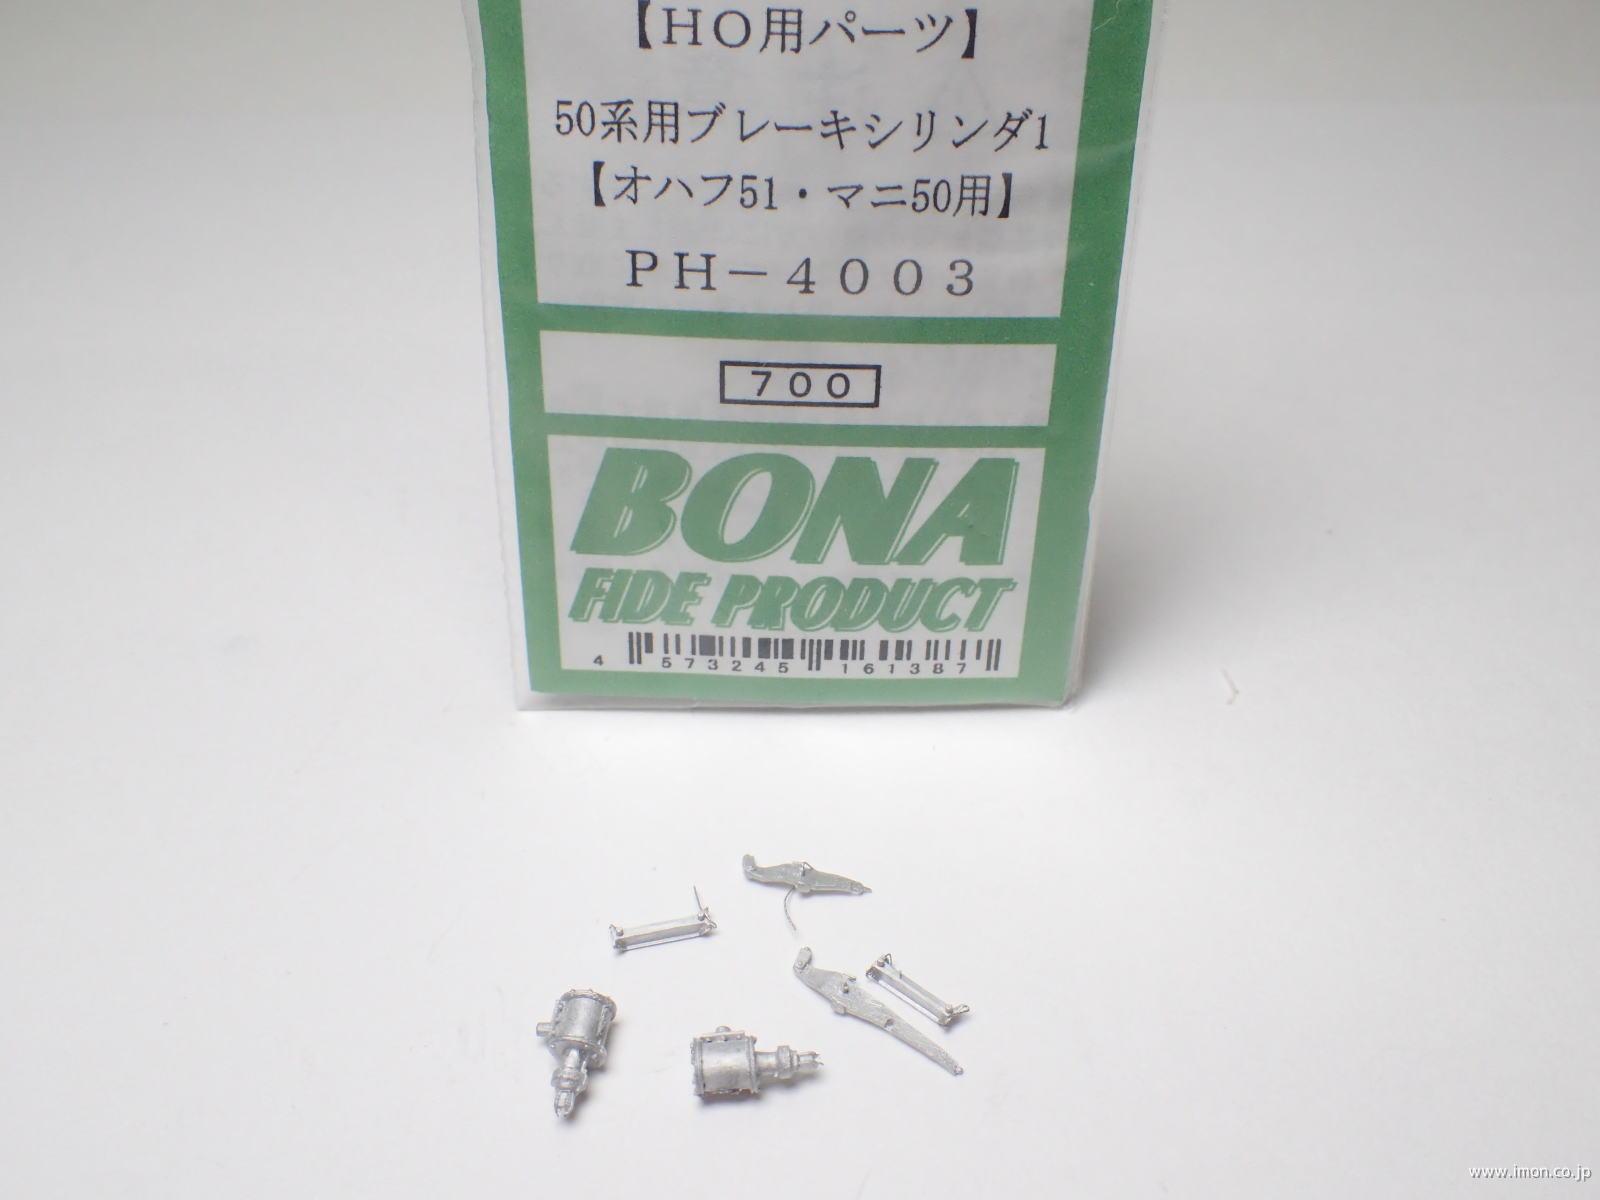 【ＨＯ用パーツ】
50系用ブレーキシリンダ1
【オハフ51・マニ50用】
ＰＨ－４００３
７００
BONA
FIDE PRODUCT
4 573245 161387
www.imon.co.jp